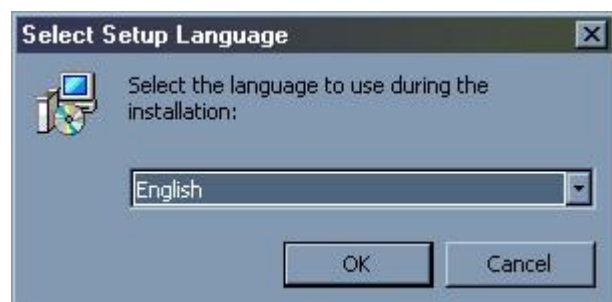 Select Setup Language
Select the language to use during the
installation:
English
OK
Cancel